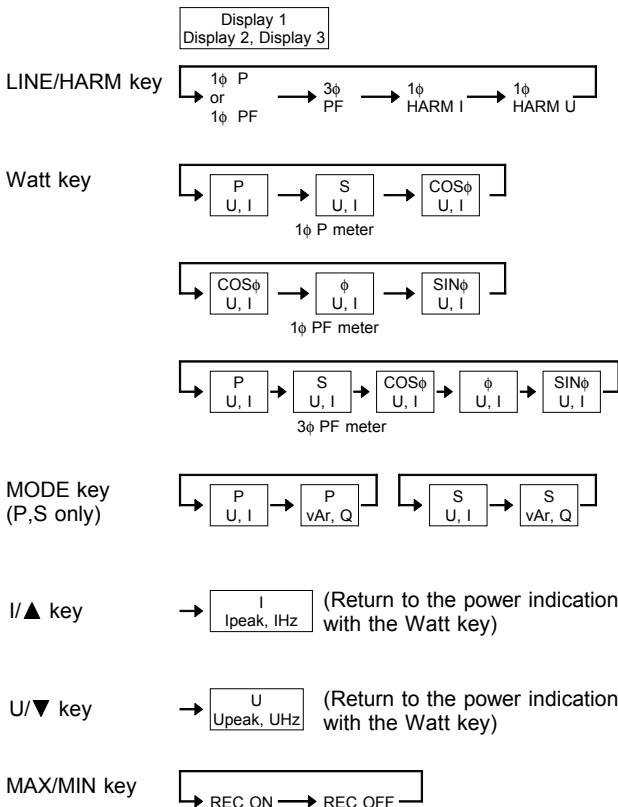 Display 1
Display 2, Display 3
LINE/HARM key
1ϕ P
or
1ϕ PF
3ϕ
PF
1ϕ
HARM I
1ϕ
HARM U
Watt key
P
U, I
S
U, I
COSϕ
U, I
1ϕ P meter
COSϕ
U, I
ϕ
U, I
SINϕ
U, I
1ϕ PF meter
P
U, I
S
U, I
COSϕ
U, I
ϕ
U, I
SINϕ
U, I
3ϕ PF meter
MODE key
(P,S only)
P
U, I
P
vAr, Q
S
U, I
S
vAr, Q
I/▲ key
I
Ipeak, IHz
(Return to the power indication
with the Watt key)
U/▼ key
U
Upeak, UHz
(Return to the power indication
with the Watt key)
MAX/MIN key
REC ON
REC OFF